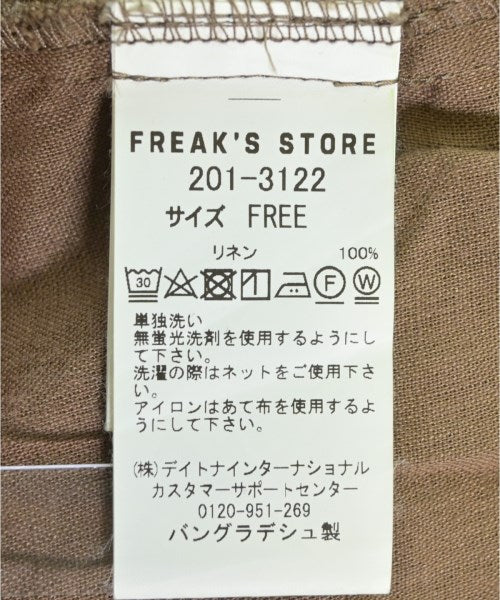 FREAK'S STORE
201-3122
サイズ FREE
リネン 100%
30 F W
単独洗い
無蛍光洗剤を使用するようにし
て下さい。
洗濯の際はネットをご使用下さ
い。
アイロンはあて布を使用するよ
うにして下さい。
(株)デイトナインターナショナル
カスタマーサポートセンター
0120-951-269
バングラデシュ製